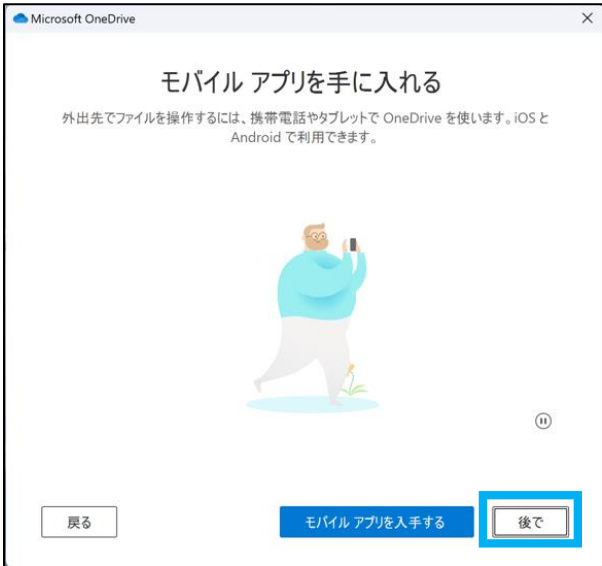 Microsoft OneDrive
モバイル アプリを手に入れる
外出先でファイルを操作するには、携帯電話やタブレットで OneDrive を使います。iOS と
Android で利用できます。
戻る
モバイル アプリを入手する
後で